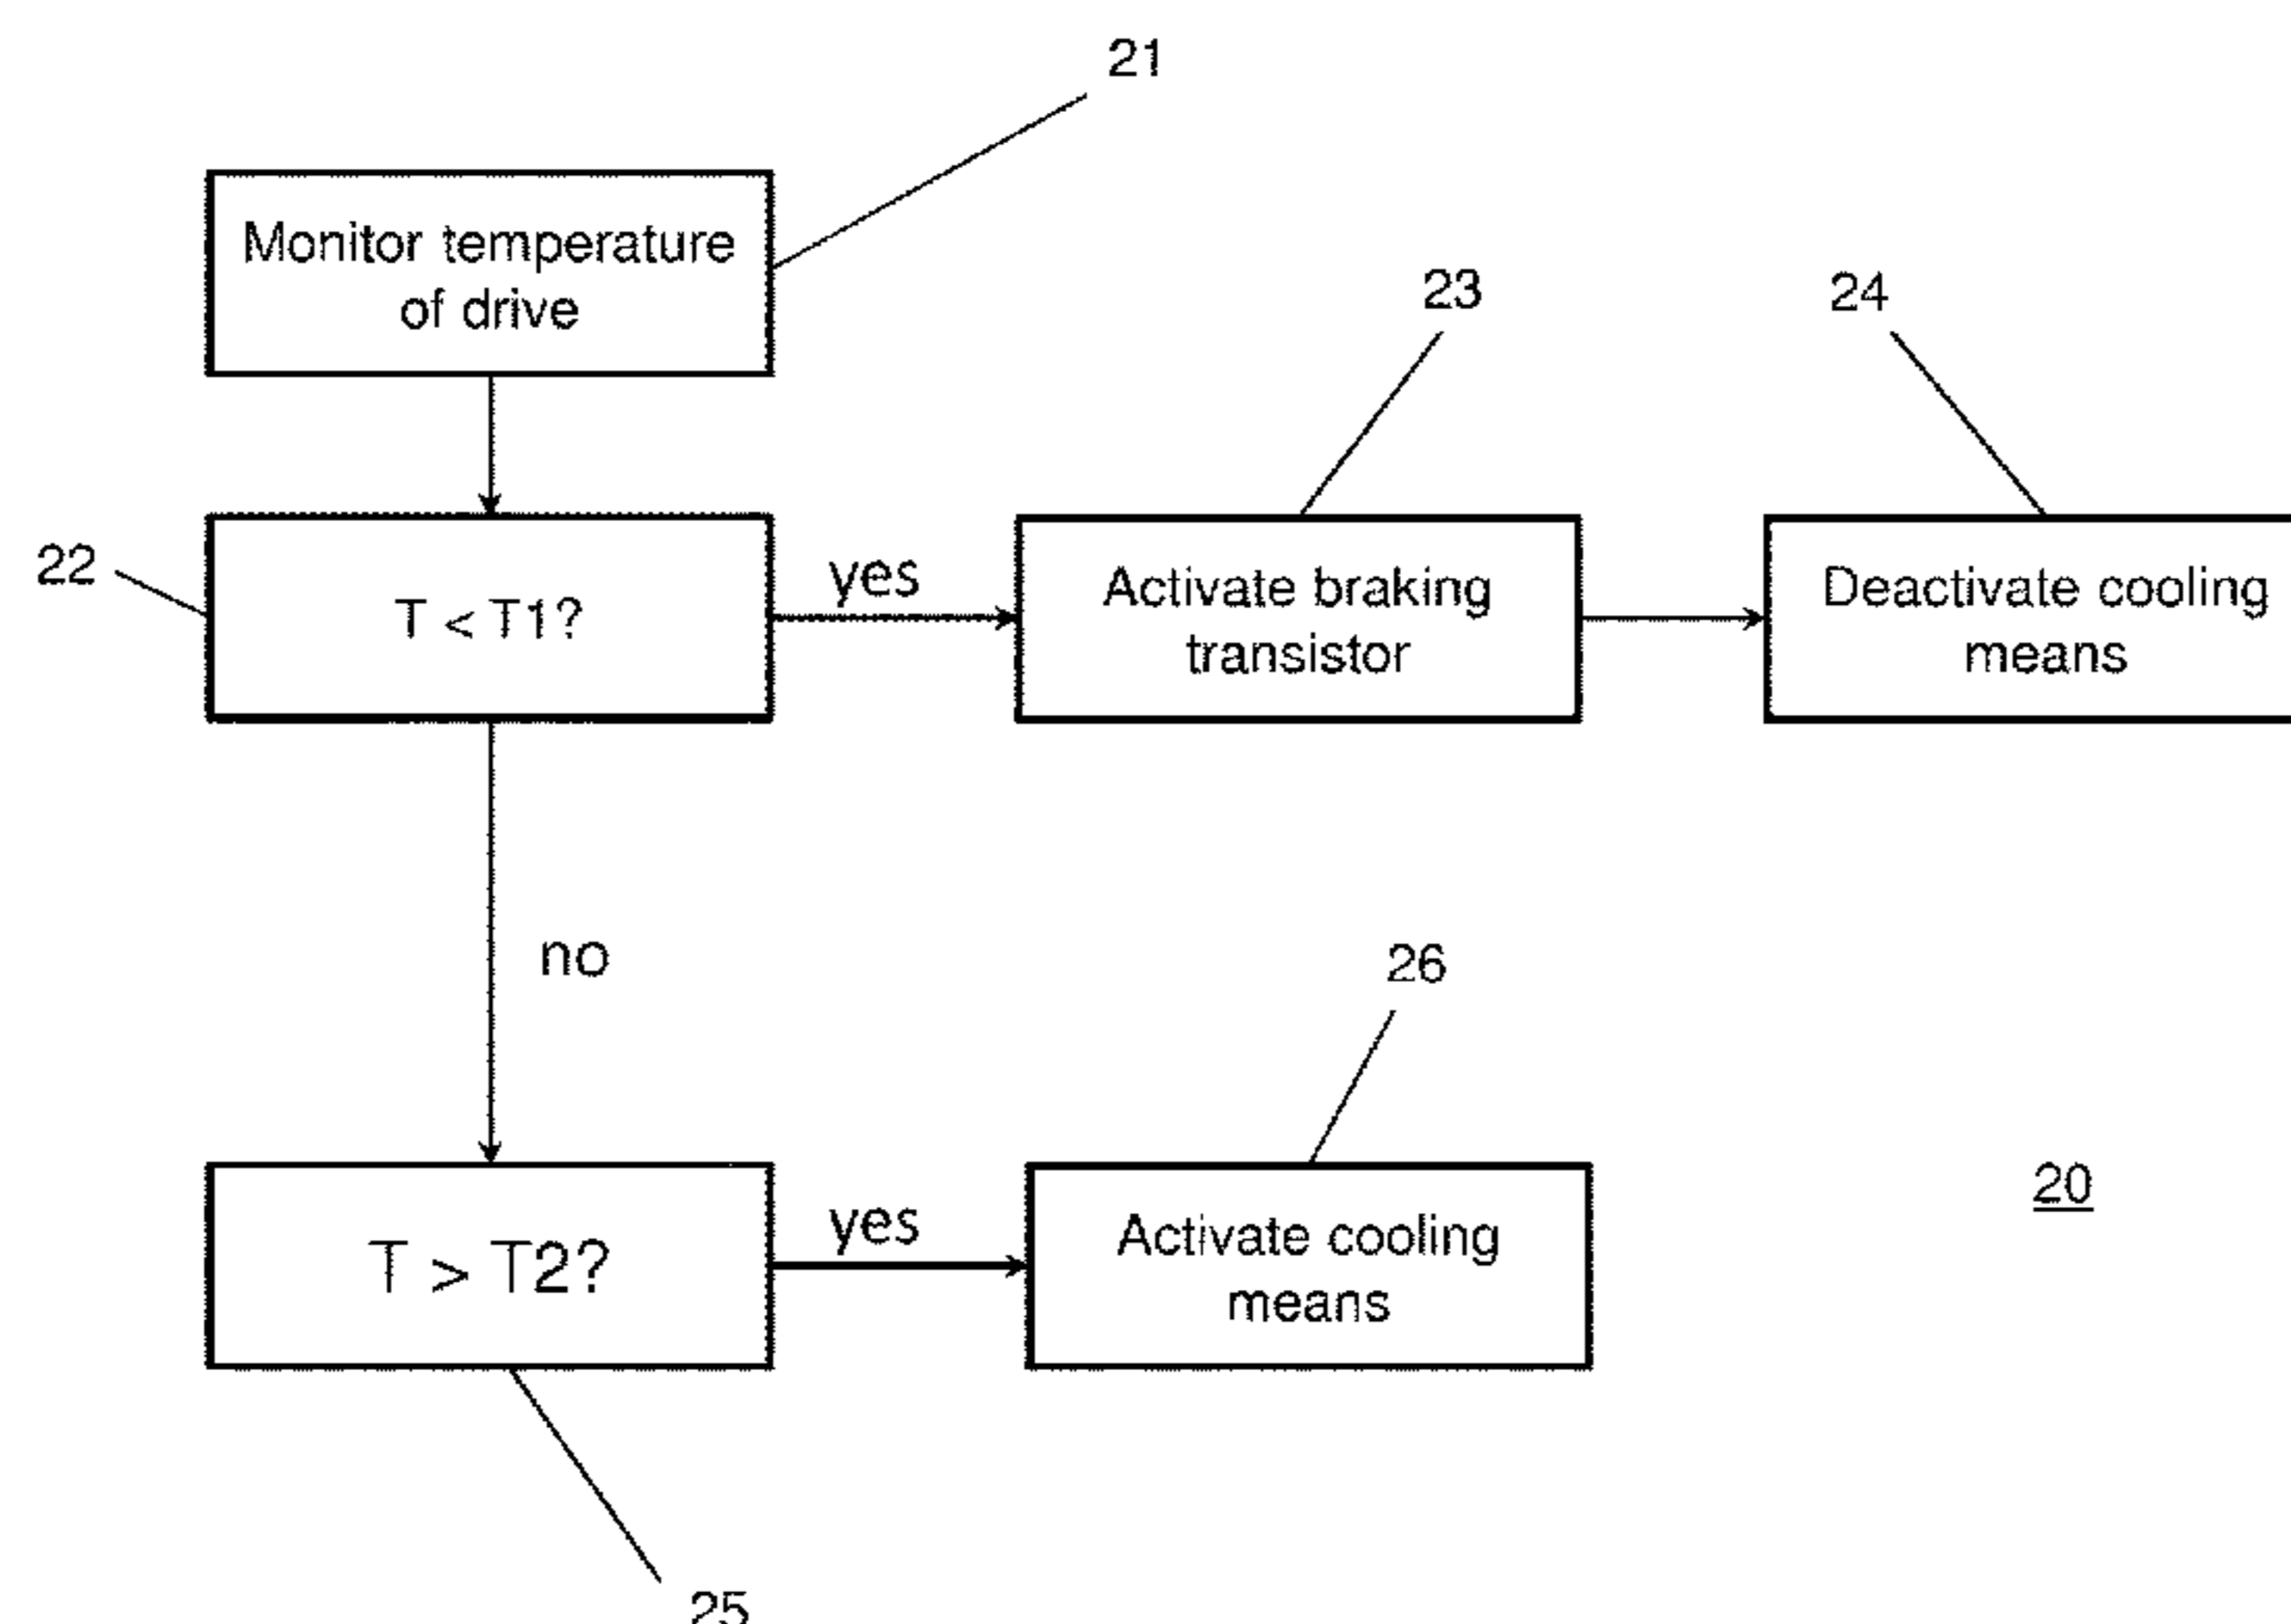 21
Monitor temperature
of drive
23
24
22
T < T1?
yes
Activate braking
transistor
Deactivate cooling
means
no
26
T > T2?
yes
Activate cooling
means
20
25